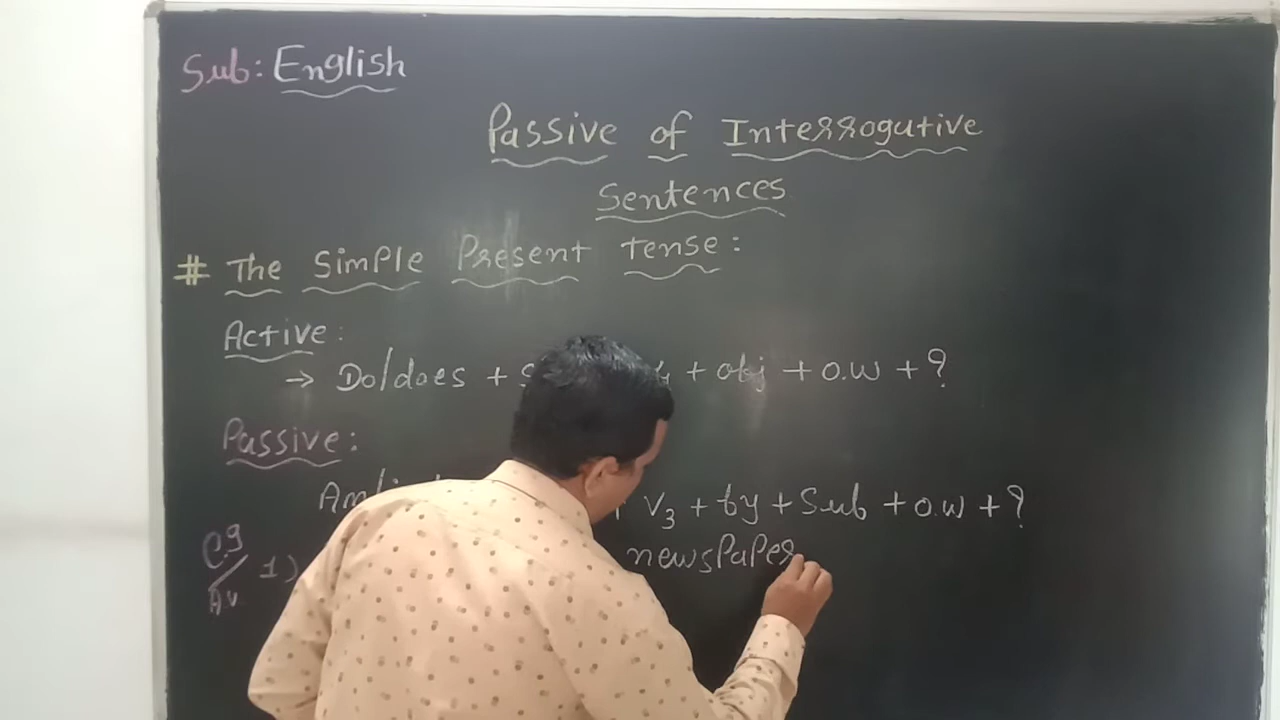 Sub: English
Passive of Interrogative
Sentences
# The Simple Present Tense:
Active:
→ Do/does + + obj + o.w + ?
Passive:
V3 + by + Sub + o.w + ?
e.g 1) newspaper
A.V